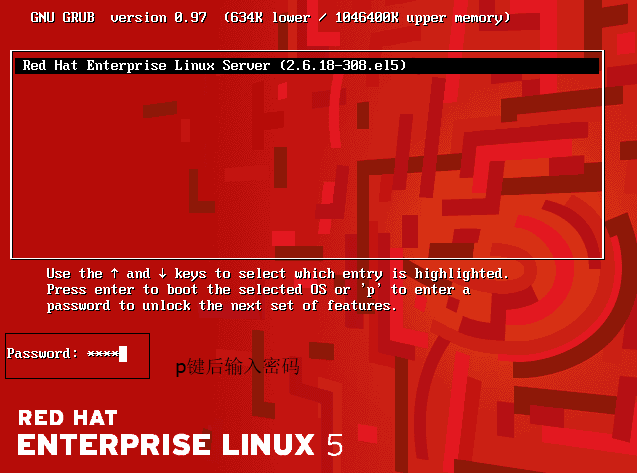 GNU GRUB version 0.97 (634K lower / 1046400K upper memory)
Red Hat Enterprise Linux Server (2.6.18-308.el5)
Use the ↑ and ↓ keys to select which entry is highlighted.
Press enter to boot the selected OS or 'p' to enter a
password to unlock the next set of features.
Password: ****
p键后输入密码
RED HAT
ENTERPRISE LINUX 5